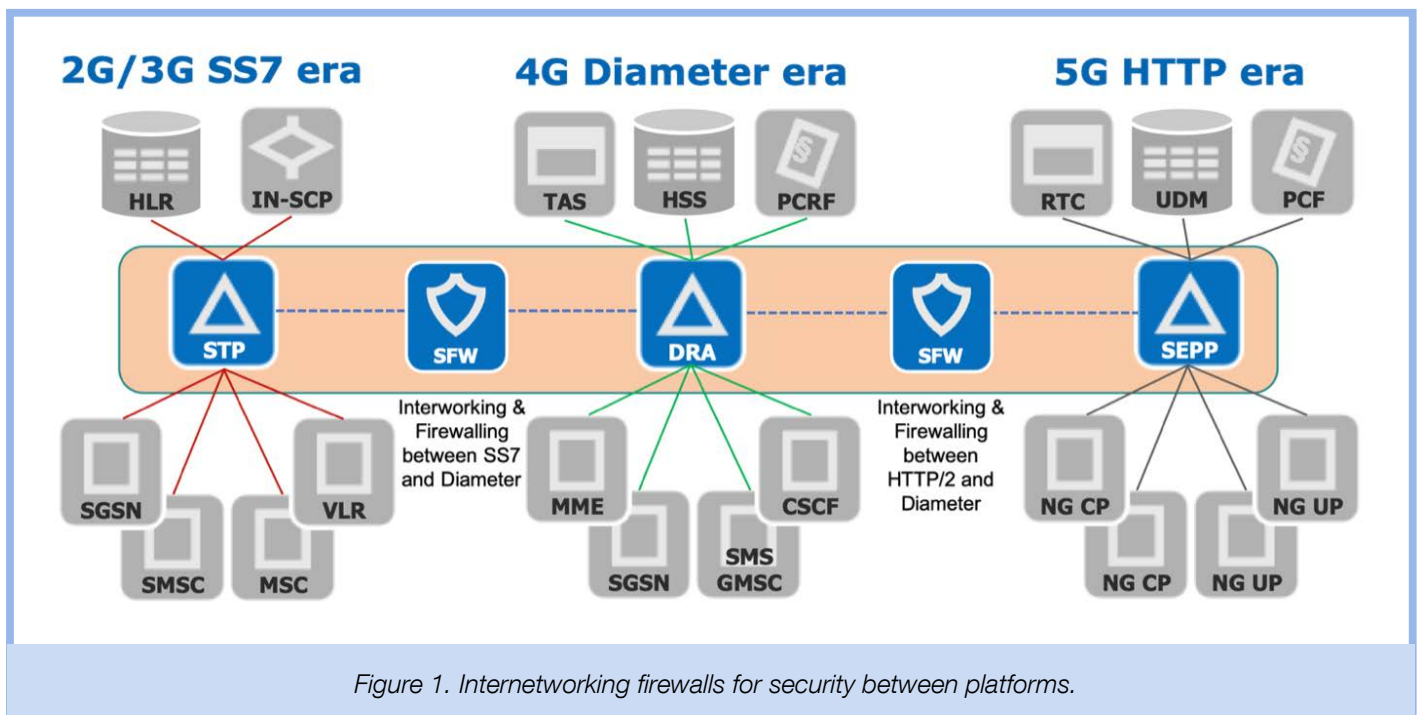 2G/3G SS7 era
4G Diameter era
5G HTTP era
HLR
IN-SCP
TAS
HSS
§
PCRF
RTC
UDM
§
PCF
STP
SFW
DRA
SFW
SEPP
Interworking &
Firewalling
between SS7
and Diameter
Interworking &
Firewalling
between
HTTP/2 and
Diameter
SGSN
SMSC
MSC
VLR
MME
SGSN
SMS
GMSC
CSCF
NG CP
NG CP
NG UP
NG UP
Figure 1. Internetworking firewalls for security between platforms.